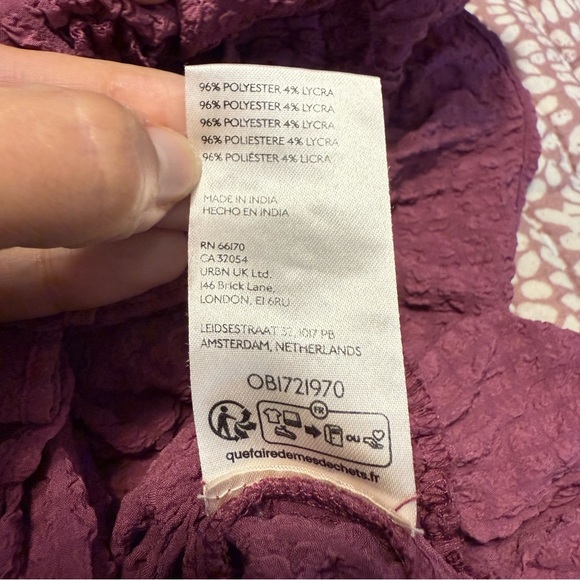 96% POLYESTER 4% LYCRA
96% POLYESTER 4% LYCRA
96% POLYESTER 4% LYCRA
96% POLIESTERE 4% LYCRA
96% POLIÉSTER 4% LICRA
MADE IN INDIA
HECHO EN INDIA
RN 66170
CA 32054
URBN UK Ltd,
146 Brick Lane,
LONDON, E1 6RU
LEIDSESTRAAT 32, 1017 PB
AMSTERDAM, NETHERLANDS
OB1721970
FR
ou
quefairedemesdechets.fr